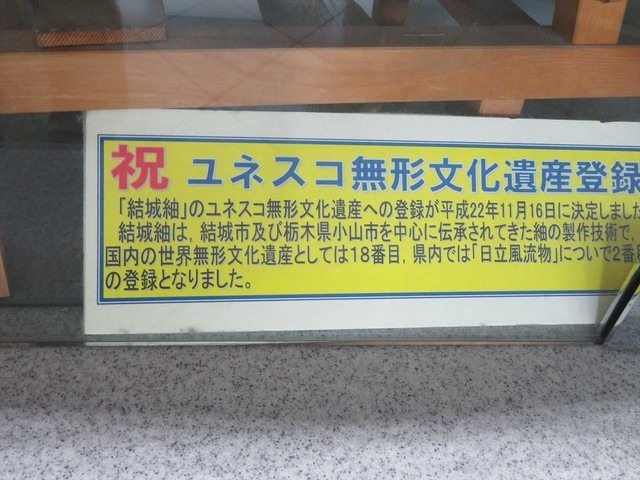 祝 ユネスコ無形文化遺産登録
「結城紬」のユネスコ無形文化遺産への登録が平成22年11月16日に決定しました
結城紬は，結城市及び栃木県小山市を中心に伝承されてきた紬の製作技術で，
国内の世界無形文化遺産としては18番目，県内では「日立風流物」についで2番
の登録となりました。